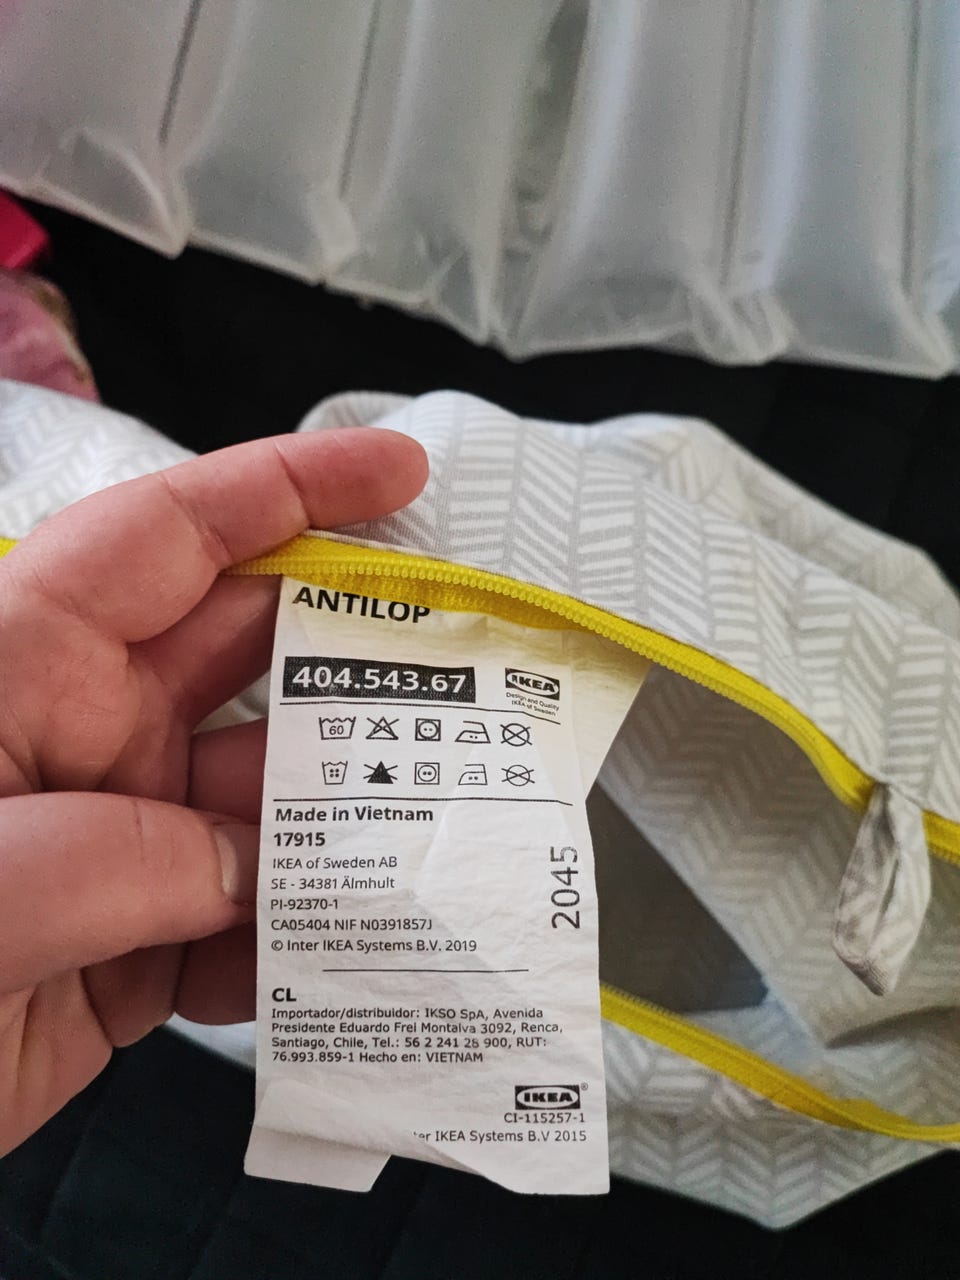 ANTILOP
404.543.67
IKEA
Design and Quality
IKEA of Sweden
60
Made in Vietnam
17915
IKEA of Sweden AB
SE - 34381 Älmhult
PI-92370-1
CA05404 NIF N0391857J
© Inter IKEA Systems B.V. 2019
2045
CL
Importador/distribuidor: IKSO SpA, Avenida
Presidente Eduardo Frei Montalva 3092, Renca,
Santiago, Chile, Tel.: 56 2 241 28 900, RUT:
76.993.859-1 Hecho en: VIETNAM
IKEA®
CI-115257-1
IKEA Systems B.V 2015